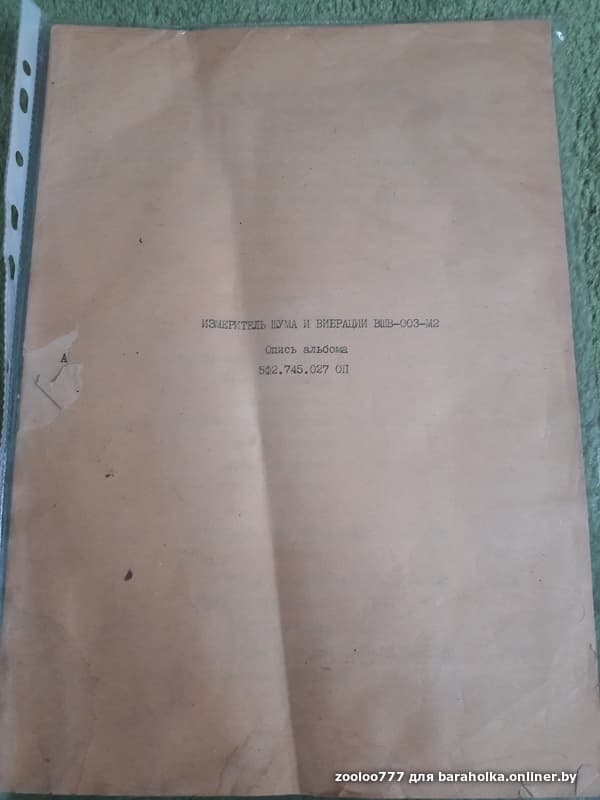 ИЗМЕРИТЕЛЬ ШУМА И ВИБРАЦИИ ВШВ-003-М2
Опись альбома
5Ф2.745.027 ОП
А
zooloo777 для baraholka.onliner.by